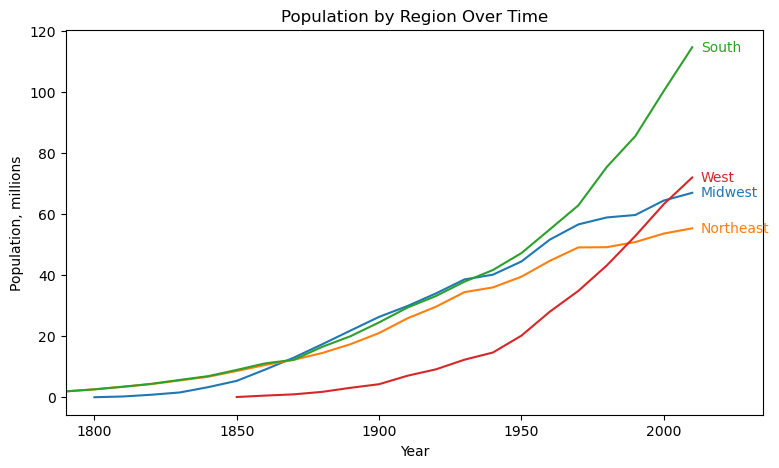 Population by Region Over Time
Population, millions
120
100
80
60
40
20
0
South
West
Midwest
Northeast
1800
1850
1900
1950
2000
Year